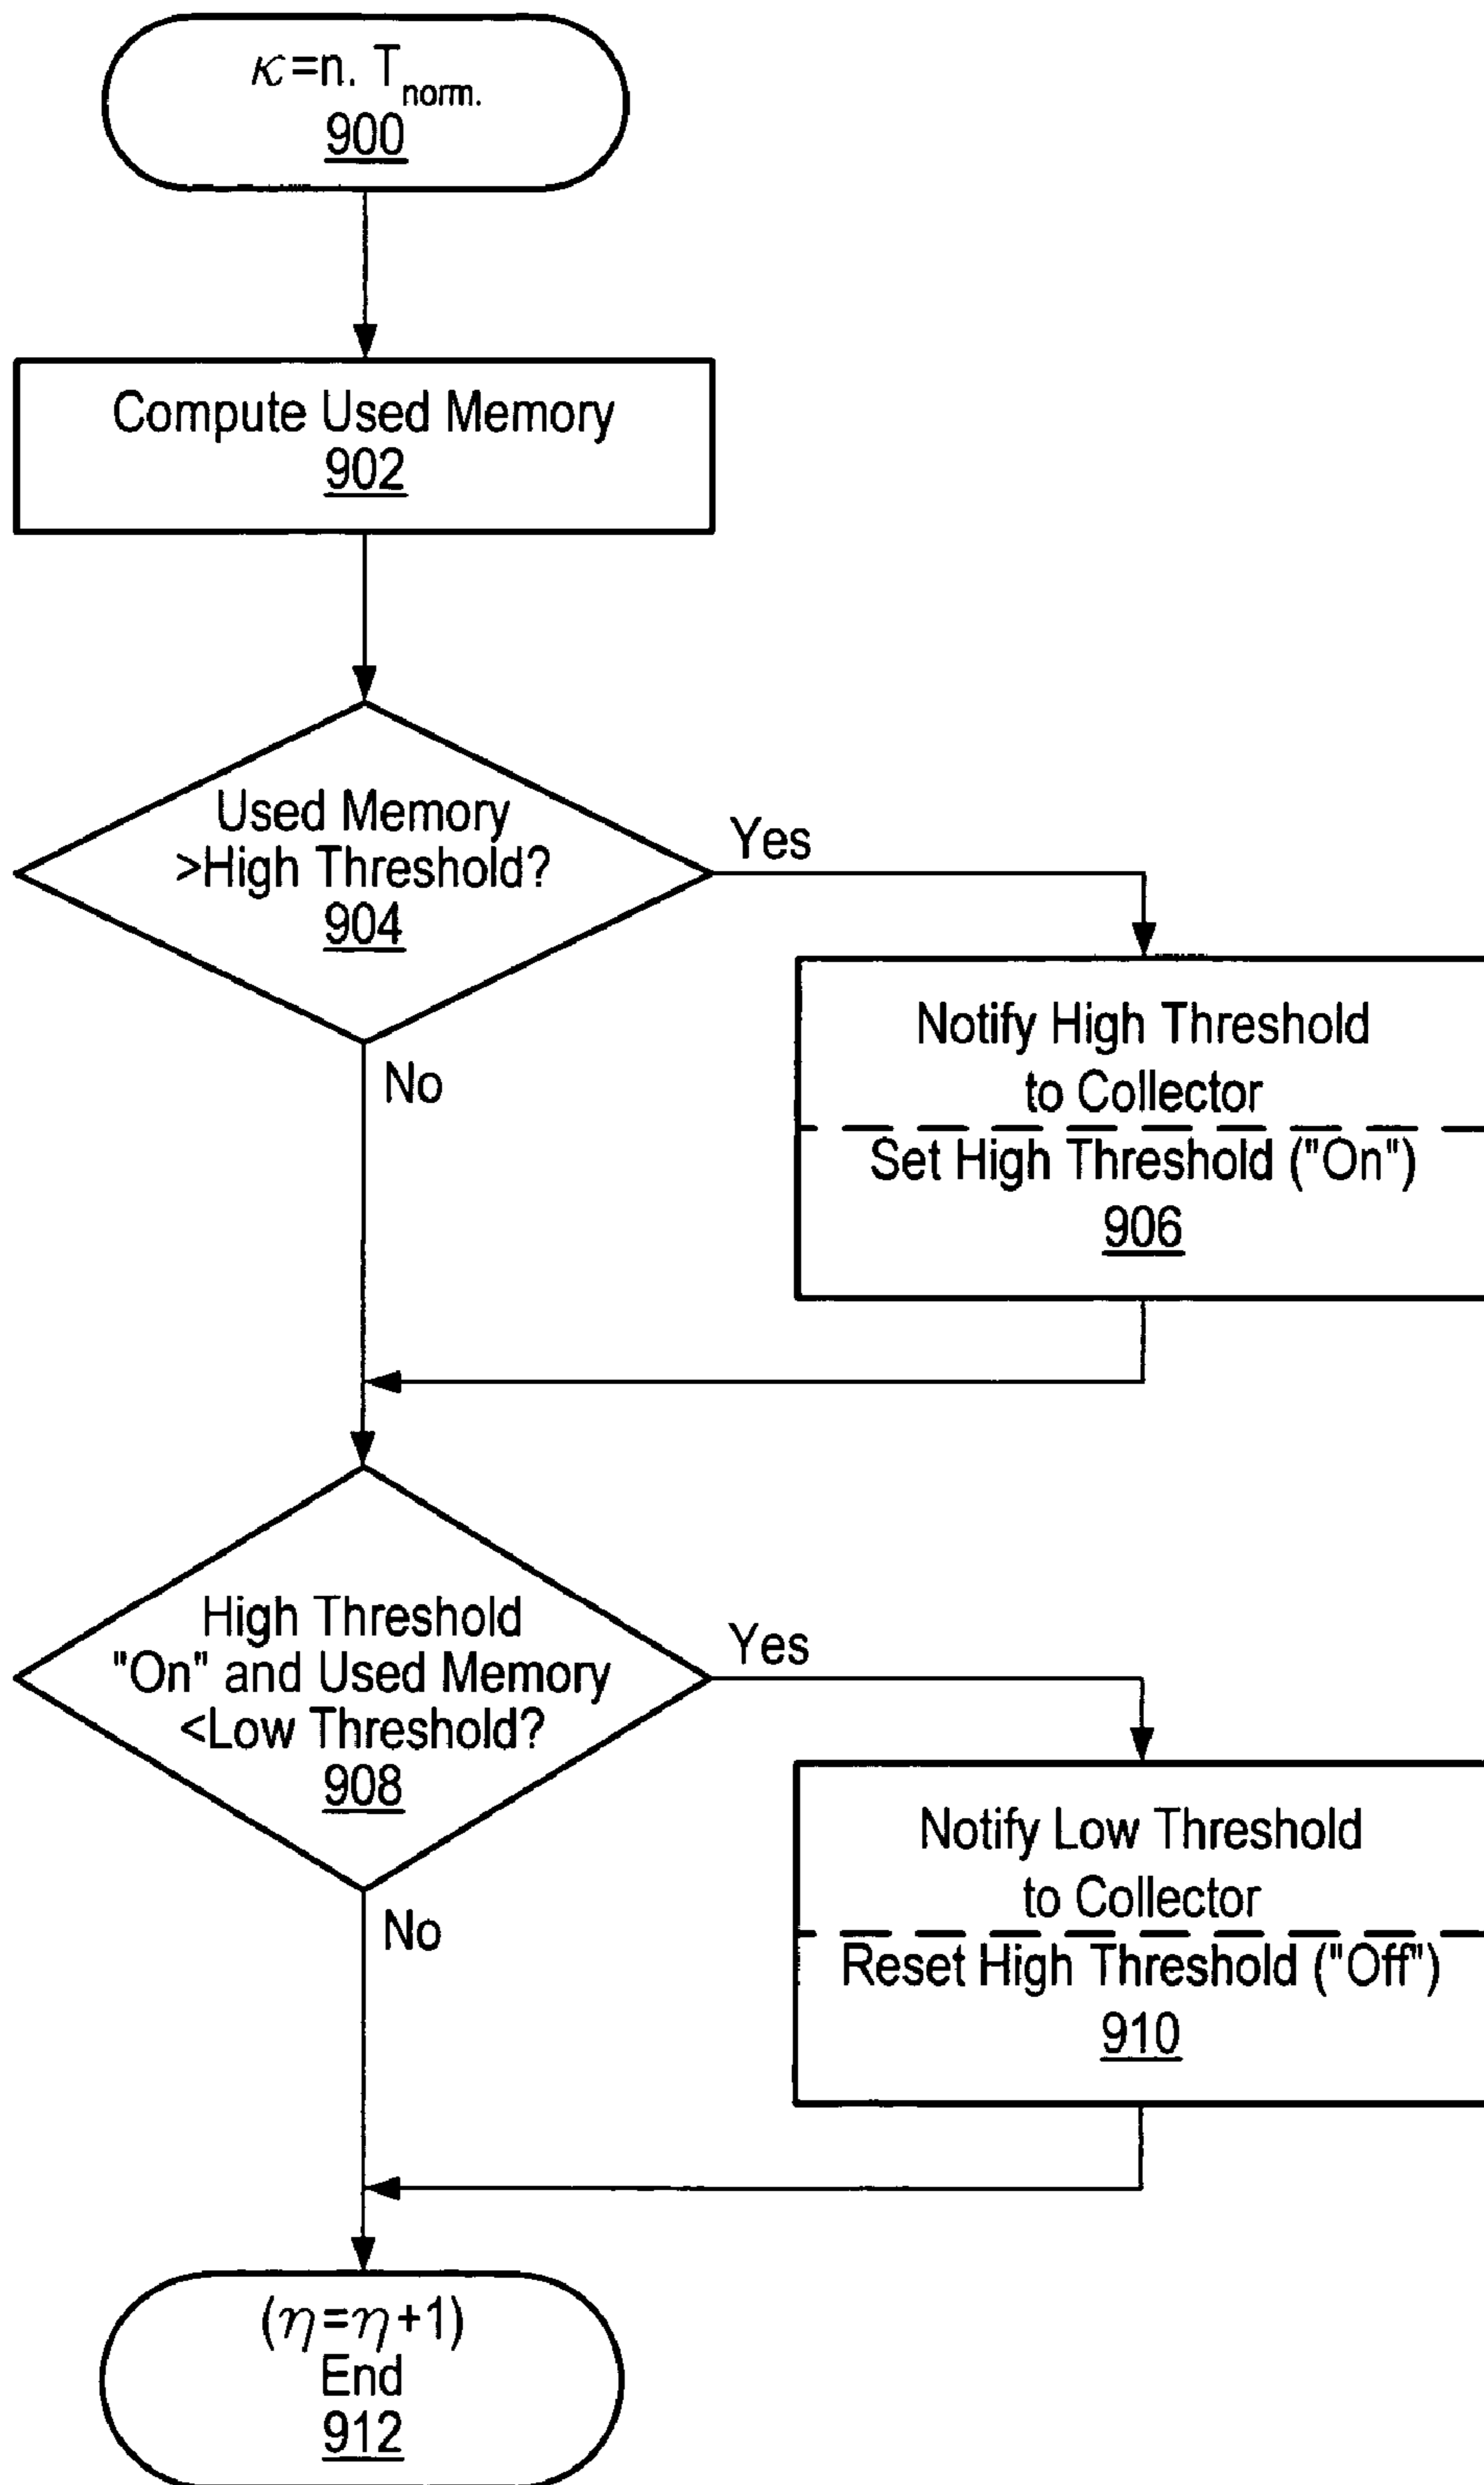 κ=n. Tnorm.
900
Compute Used Memory
902
Used Memory
>High Threshold?
904
Yes
No
Notify High Threshold
to Collector
Set High Threshold ("On")
906
High Threshold
"On" and Used Memory
<Low Threshold?
908
Yes
No
Notify Low Threshold
to Collector
Reset High Threshold ("Off")
910
(η=η+1)
End
912